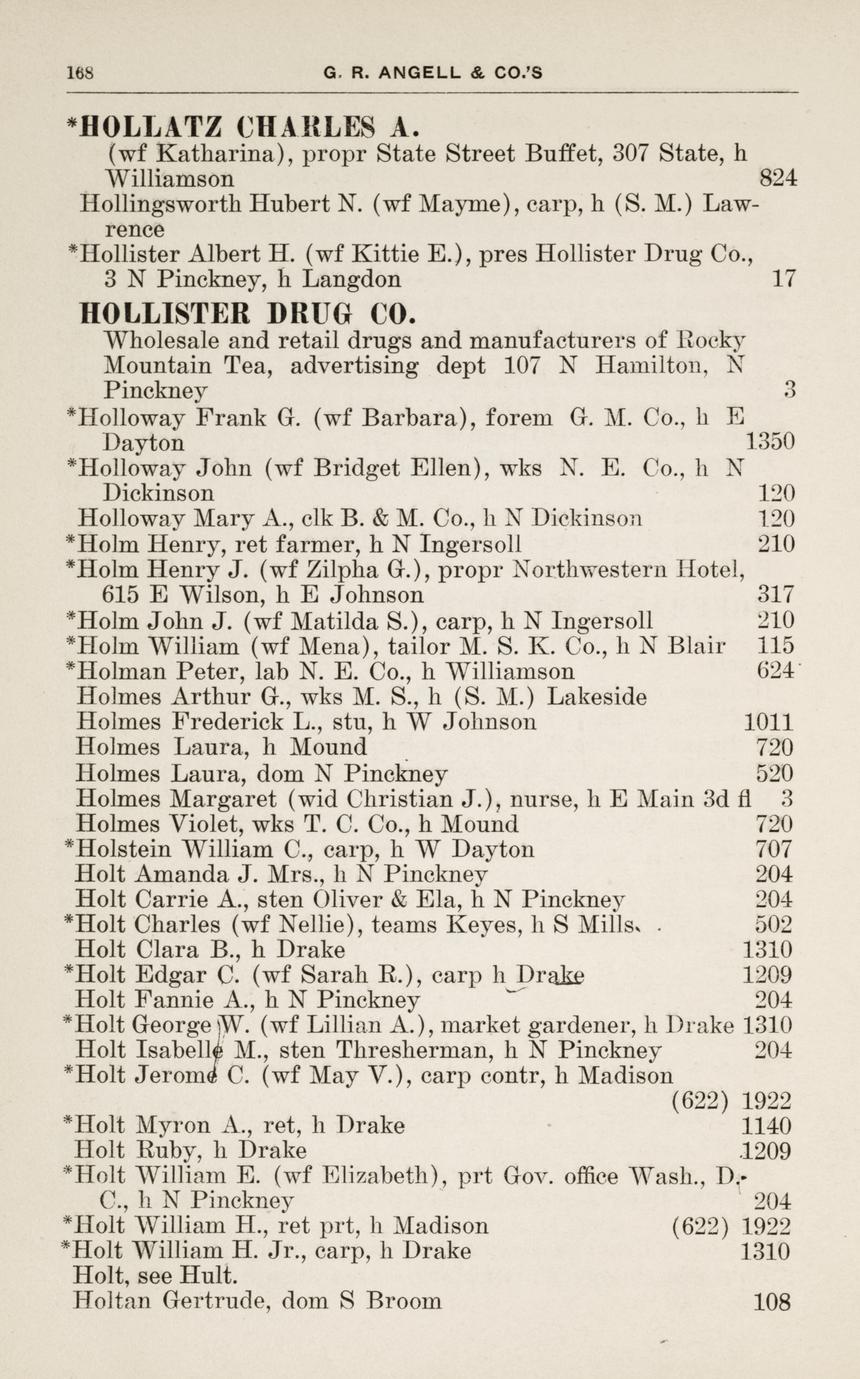 168 G. R. ANGELL & CO.'S
*HOLLATZ CHARLES A.
(wf Katharina), propr State Street Buffet, 307 State, h
Williamson 824
Hollingsworth Hubert N. (wf Mayme), carp, h (S. M.) Law-
rence
*Hollister Albert H. (wf Kittie E.), pres Hollister Drug Co.,
3 N Pinckney, h Langdon 17
HOLLISTER DRUG CO.
Wholesale and retail drugs and manufacturers of Rocky
Mountain Tea, advertising dept 107 N Hamilton, N
Pinckney 3
*Holloway Frank G. (wf Barbara), forem G. M. Co., h E
Dayton 1350
*Holloway John (wf Bridget Ellen), wks N. E. Co., h N
Dickinson 120
Holloway Mary A., clk B. & M. Co., h N Dickinson 120
*Holm Henry, ret farmer, h N Ingersoll 210
*Holm Henry J. (wf Zilpha G.), propr Northwestern Hotel,
615 E Wilson, h E Johnson 317
*Holm John J. (wf Matilda S.), carp, h N Ingersoll 210
*Holm William (wf Mena), tailor M. S. K. Co., h N Blair 115
*Holman Peter, lab N. E. Co., h Williamson 624
Holmes Arthur G., wks M. S., h (S. M.) Lakeside
Holmes Frederick L., stu, h W Johnson 1011
Holmes Laura, h Mound 720
Holmes Laura, dom N Pinckney 520
Holmes Margaret (wid Christian J.), nurse, h E Main 3d fl 3
Holmes Violet, wks T. C. Co., h Mound 720
*Holstein William C., carp, h W Dayton 707
Holt Amanda J. Mrs., h N Pinckney 204
Holt Carrie A., sten Oliver & Ela, h N Pinckney 204
*Holt Charles (wf Nellie), teams Keyes, h S Mills 502
Holt Clara B., h Drake 1310
*Holt Edgar C. (wf Sarah R.), carp h Drake 1209
Holt Fannie A., h N Pinckney 204
*Holt George W. (wf Lillian A.), market gardener, h Drake 1310
Holt Isabelle M., sten Thresherman, h N Pinckney 204
*Holt Jerome C. (wf May V.), carp contr, h Madison
(622) 1922
*Holt Myron A., ret, h Drake 1140
Holt Ruby, h Drake 1209
*Holt William E. (wf Elizabeth), prt Gov. office Wash., D.
C., h N Pinckney 204
*Holt William H., ret prt, h Madison (622) 1922
*Holt William H. Jr., carp, h Drake 1310
Holt, see Hult.
Holtan Gertrude, dom S Broom 108